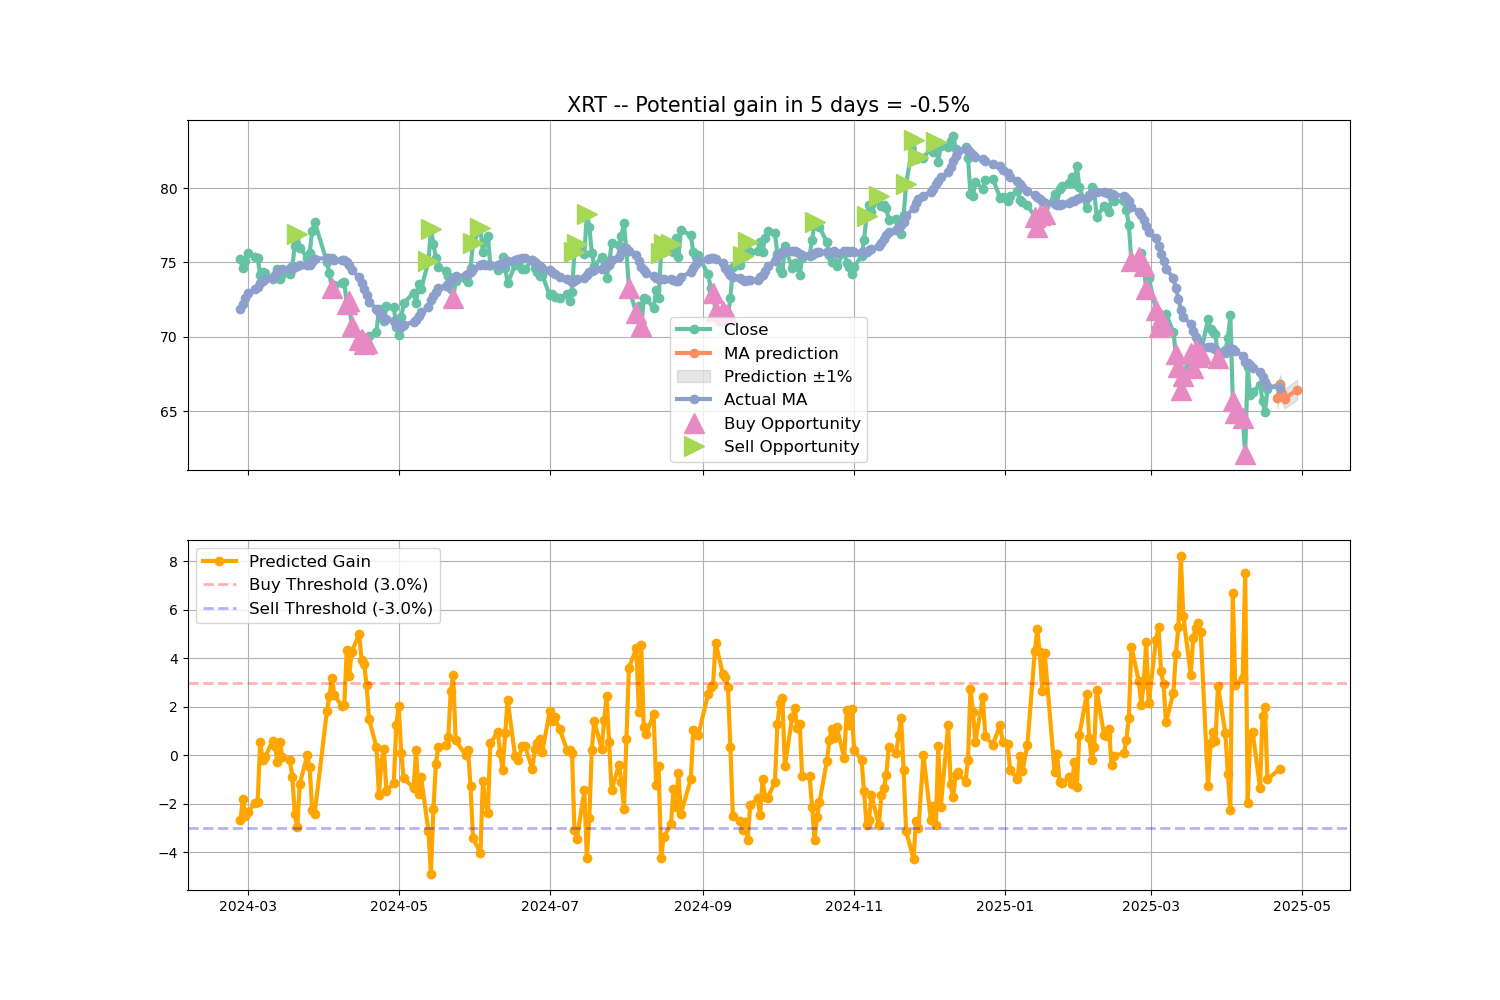 XRT -- Potential gain in 5 days = -0.5%
80
75
70
65
Close
MA prediction
Prediction ±1%
Actual MA
Buy Opportunity
Sell Opportunity
8
6
4
2
0
−2
−4
Predicted Gain
Buy Threshold (3.0%)
Sell Threshold (-3.0%)
2024-03
2024-05
2024-07
2024-09
2024-11
2025-01
2025-03
2025-05